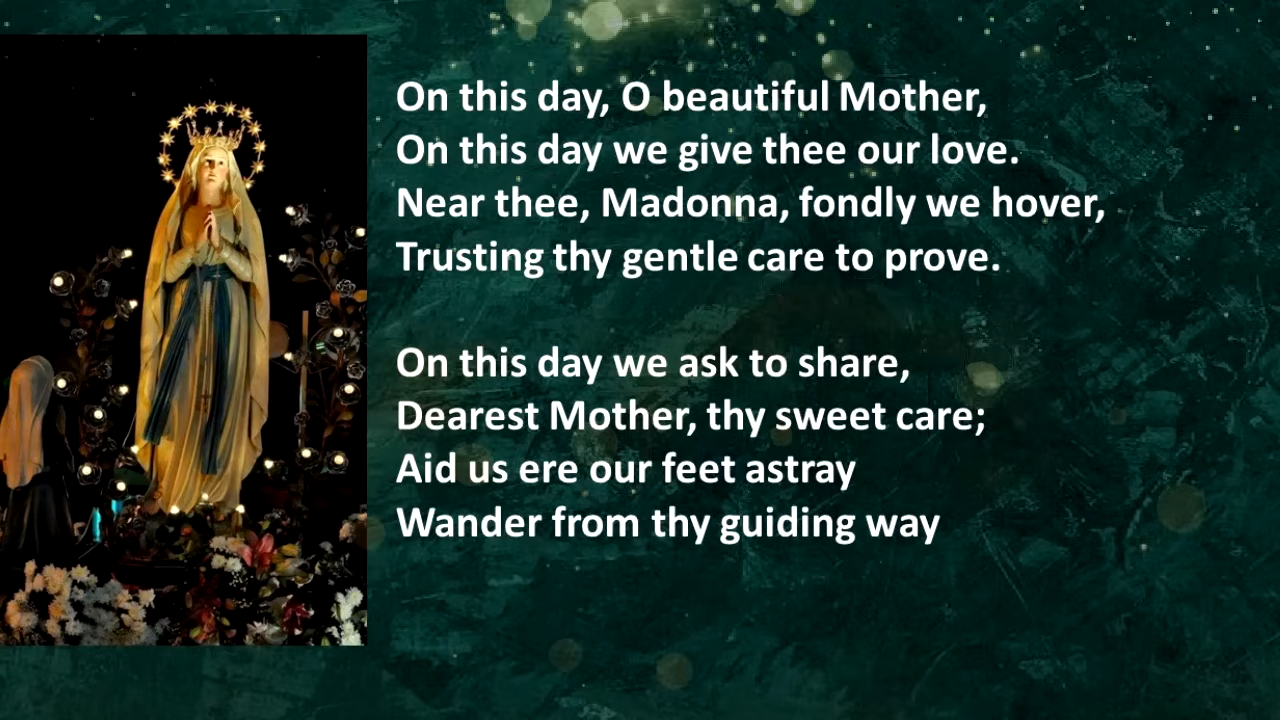 On this day, O beautiful Mother,
On this day we give thee our love.
Near thee, Madonna, fondly we hover,
Trusting thy gentle care to prove.
On this day we ask to share,
Dearest Mother, thy sweet care;
Aid us ere our feet astray
Wander from thy guiding way